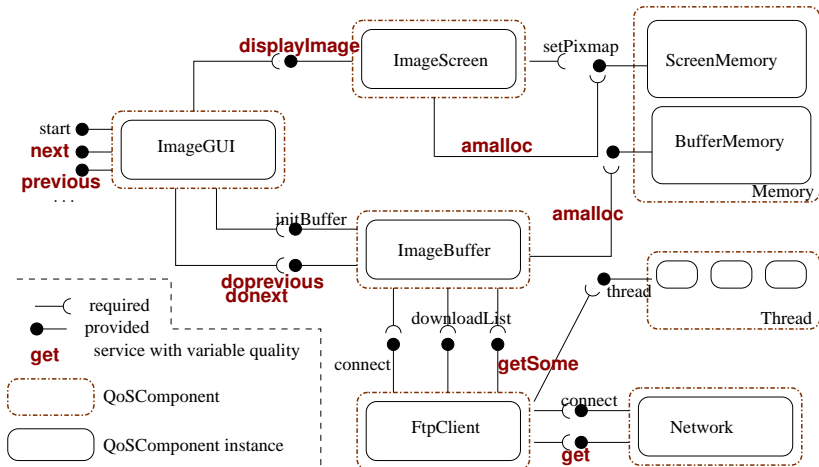 displayImage
ImageScreen
setPixmap
ScreenMemory
start
next
previous
. . .
ImageGUI
amalloc
BufferMemory
Memory
initBuffer
amalloc
ImageBuffer
doprevious
donext
thread
Thread
required
provided
get
service with variable quality
connect
downloadList
getSome
QoSComponent
QoSComponent instance
FtpClient
connect
get
Network